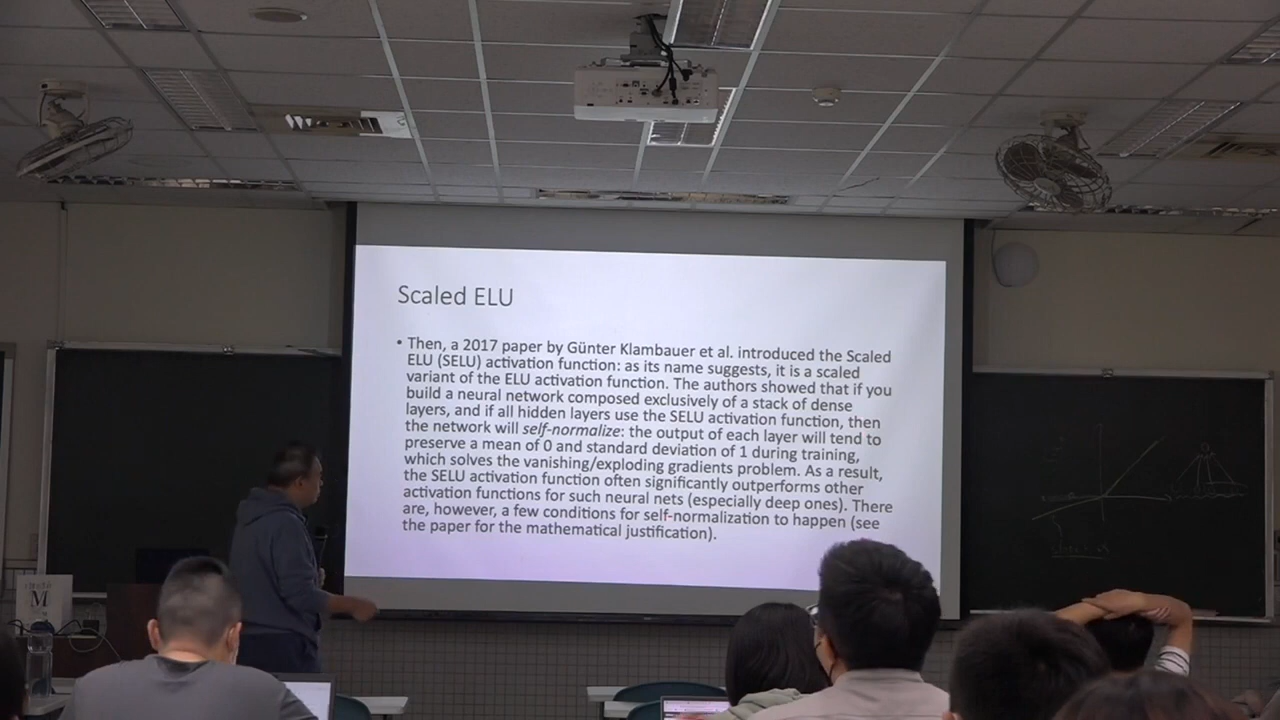 Scaled ELU
• Then, a 2017 paper by Günter Klambauer et al. introduced the Scaled
ELU (SELU) activation function: as its name suggests, it is a scaled
variant of the ELU activation function. The authors showed that if you
build a neural network composed exclusively of a stack of dense
layers, and if all hidden layers use the SELU activation function, then
the network will self-normalize: the output of each layer will tend to
preserve a mean of 0 and standard deviation of 1 during training,
which solves the vanishing/exploding gradients problem. As a result,
the SELU activation function often significantly outperforms other
activation functions for such neural nets (especially deep ones). There
are, however, a few conditions for self-normalization to happen (see
the paper for the mathematical justification).
M